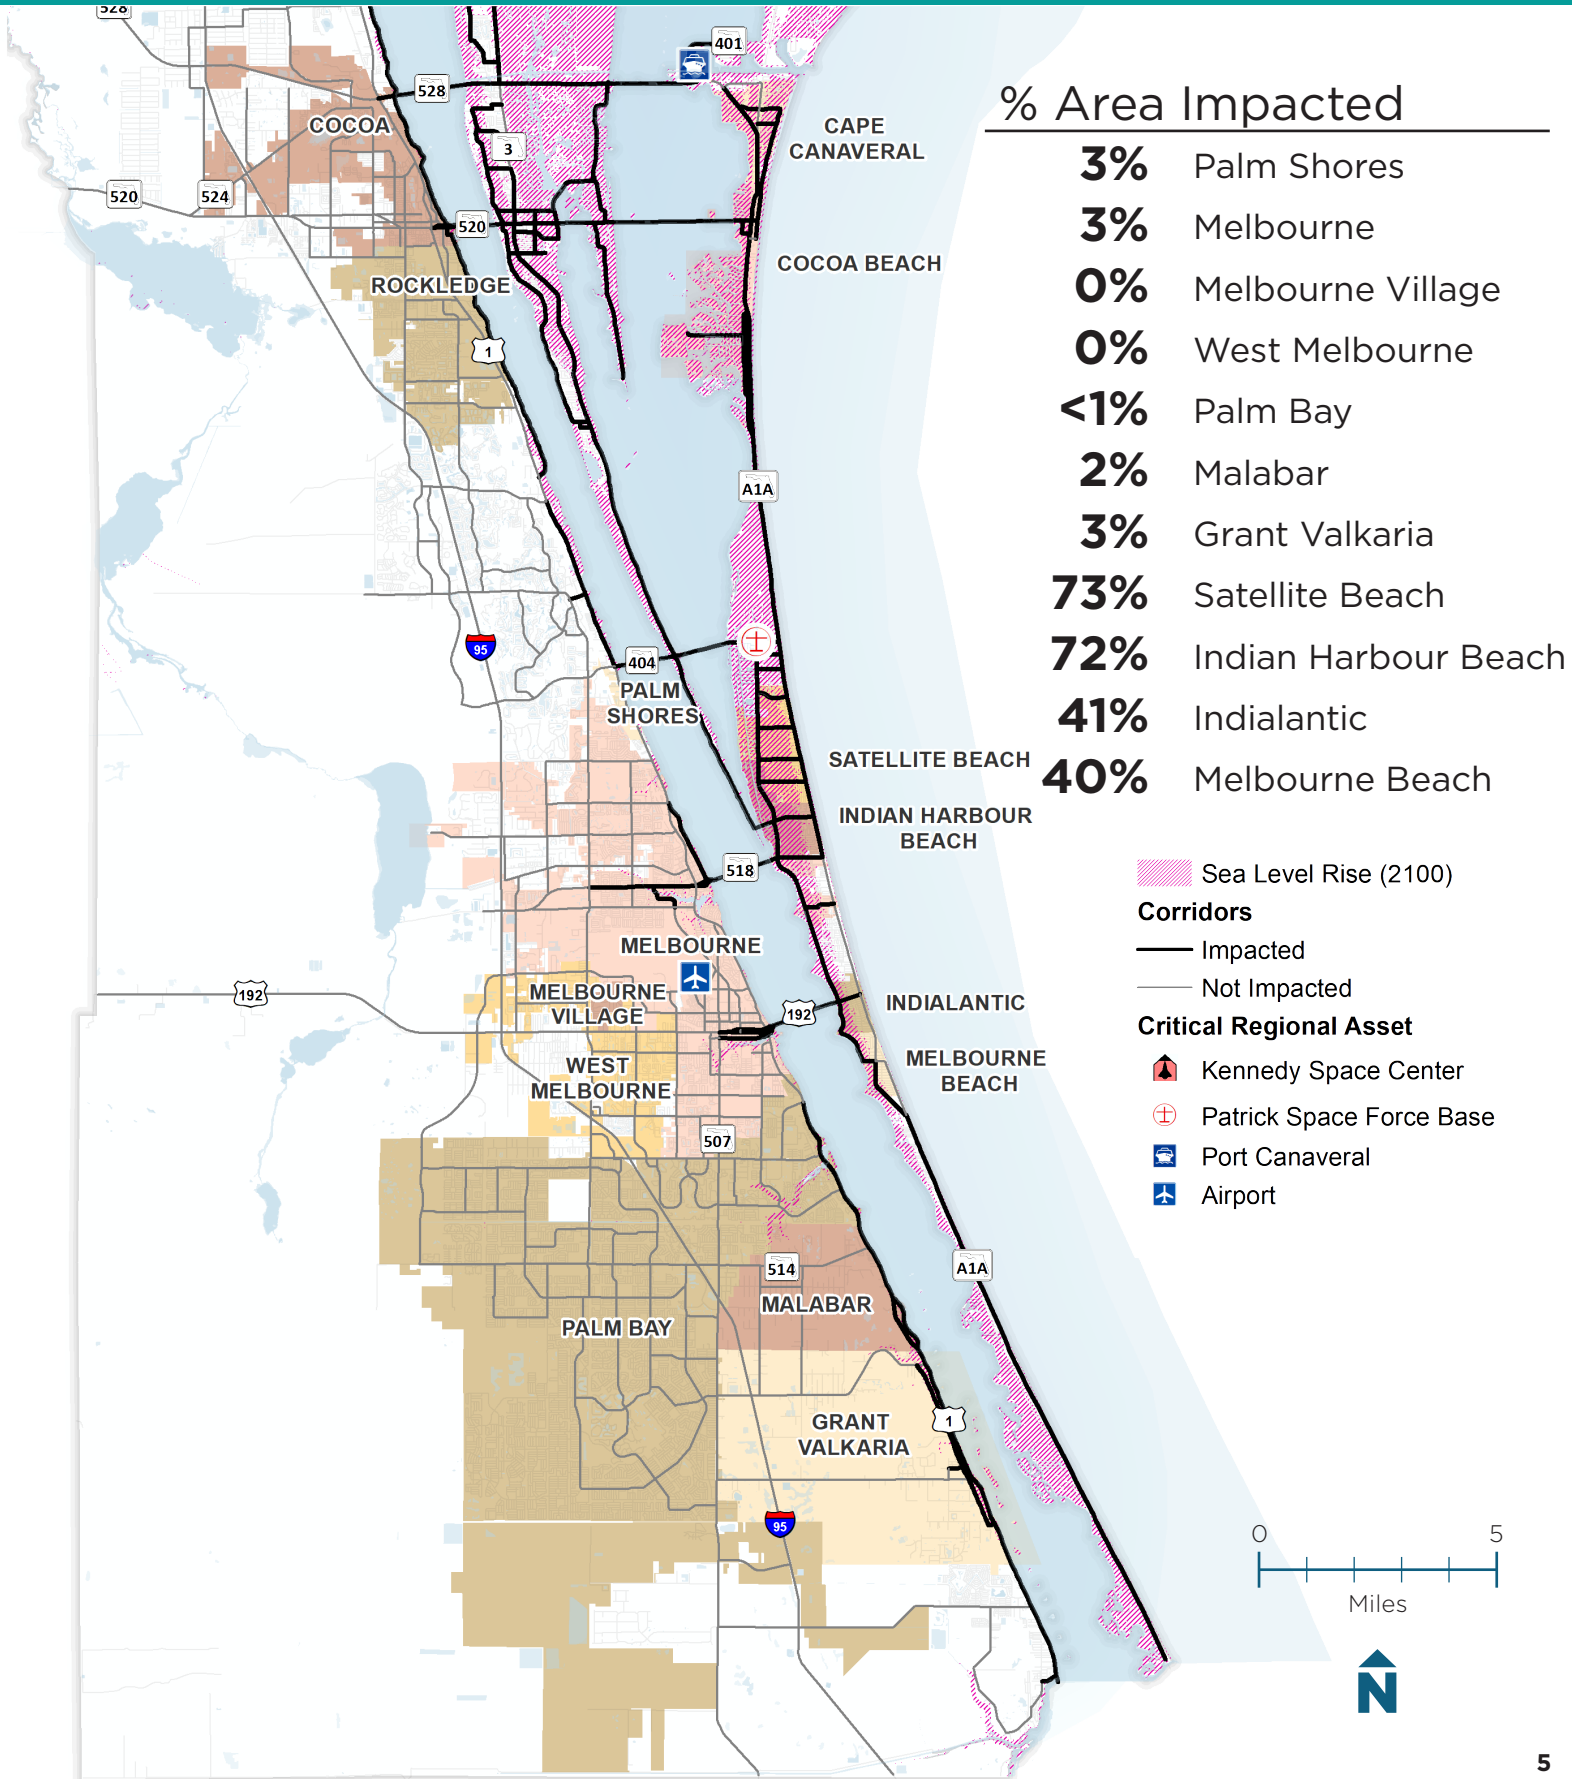 528
401
528
COCOA
3
CAPE
CANAVERAL
520
524
520
COCOA BEACH
ROCKLEDGE
1
A1A
95
404
PALM
SHORES
SATELLITE BEACH
INDIAN HARBOUR
BEACH
518
MELBOURNE
MELBOURNE
VILLAGE
192
192
INDIALANTIC
WEST
MELBOURNE
MELBOURNE
BEACH
507
514
A1A
MALABAR
PALM BAY
GRANT
VALKARIA
1
95
% Area Impacted
3% Palm Shores
3% Melbourne
0% Melbourne Village
0% West Melbourne
<1% Palm Bay
2% Malabar
3% Grant Valkaria
73% Satellite Beach
72% Indian Harbour Beach
41% Indialantic
40% Melbourne Beach
Sea Level Rise (2100)
Corridors
Impacted
Not Impacted
Critical Regional Asset
Kennedy Space Center
Patrick Space Force Base
Port Canaveral
Airport
0 5
Miles
N
5